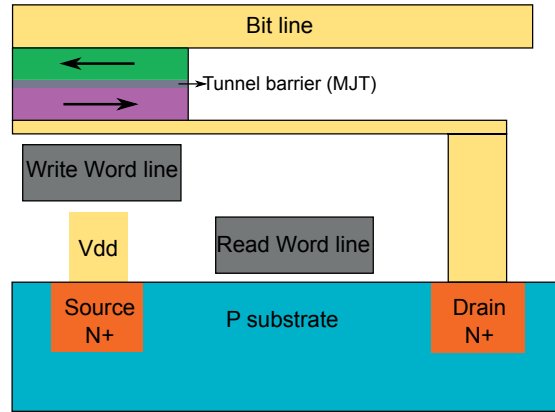 Bit line
Tunnel barrier (MJT)
Write Word line
Vdd
Read Word line
Source
N+
P substrate
Drain
N+